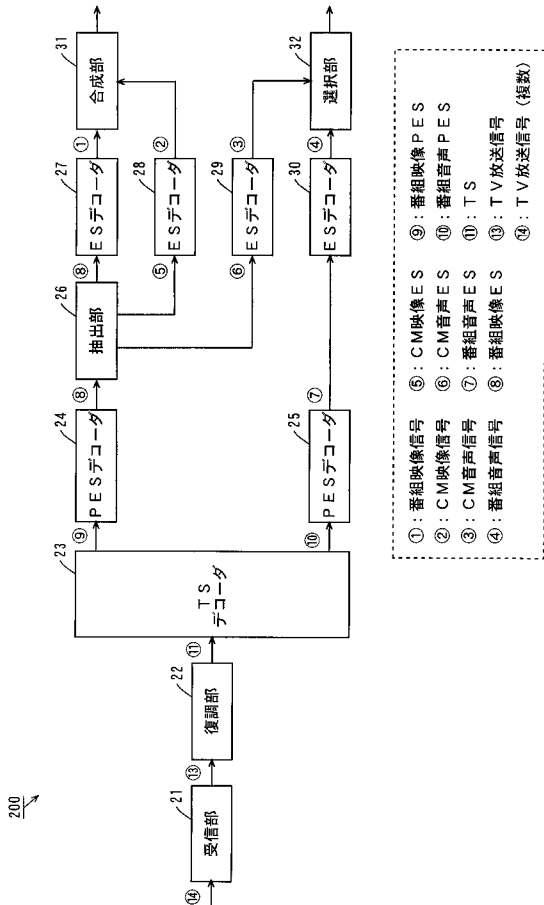 200
⑭
受信部
21
⑬
復調部
22
⑪
TS
デコーダ
23
⑨
PESデコーダ
24
⑧
抽出部
26
⑧
ESデコーダ
27
①
合成部
31
⑤
ESデコーダ
28
②
⑥
ESデコーダ
29
③
⑩
PESデコーダ
25
⑦
ESデコーダ
30
④
選択部
32
①:番組映像信号
②:CM映像信号
③:CM音声信号
④:番組音声信号
⑤:CM映像ES
⑥:CM音声ES
⑦:番組音声ES
⑧:番組映像ES
⑨:番組映像PES
⑩:番組音声PES
⑪:TS
⑬:TV放送信号
⑭:TV放送信号(複数)